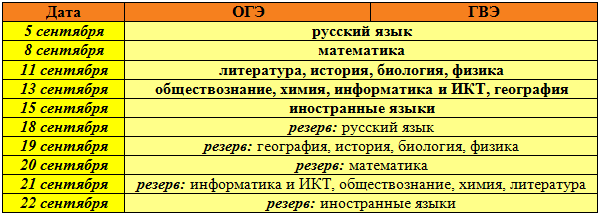 Дата ОГЭ ГВЭ
5 сентября русский язык
8 сентября математика
11 сентября литература, история, биология, физика
13 сентября обществознание, химия, информатика и ИКТ, география
15 сентября иностранные языки
18 сентября резерв: русский язык
19 сентября резерв: география, история, биология, физика
20 сентября резерв: математика
21 сентября резерв: информатика и ИКТ, обществознание, химия, литература
22 сентября резерв: иностранные языки